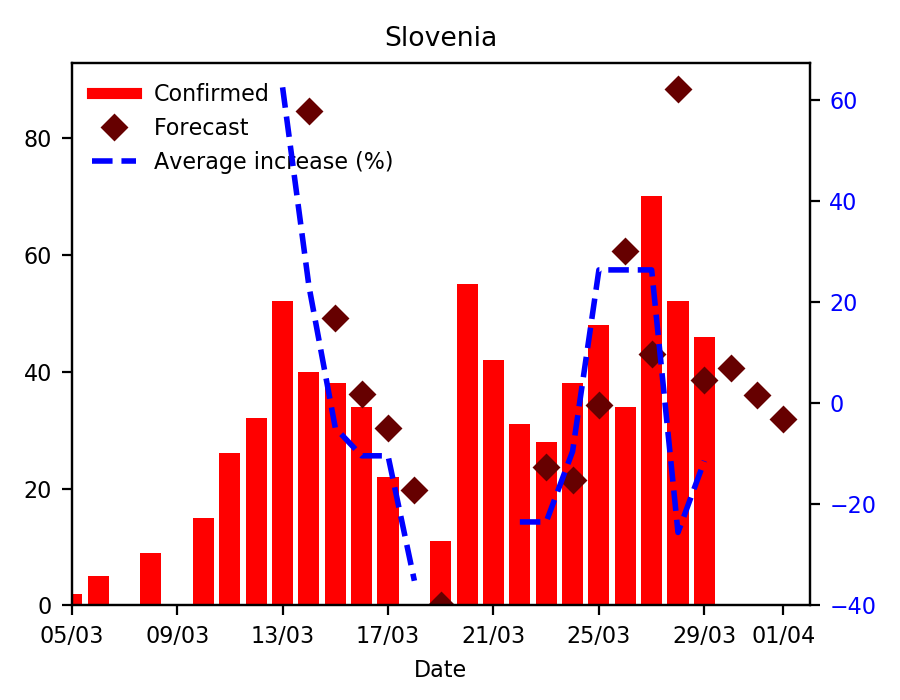 Slovenia
Confirmed
Forecast
Average increase (%)
80
60
40
20
0
60
40
20
0
−20
−40
05/03 09/03 13/03 17/03 21/03 25/03 29/03 01/04
Date